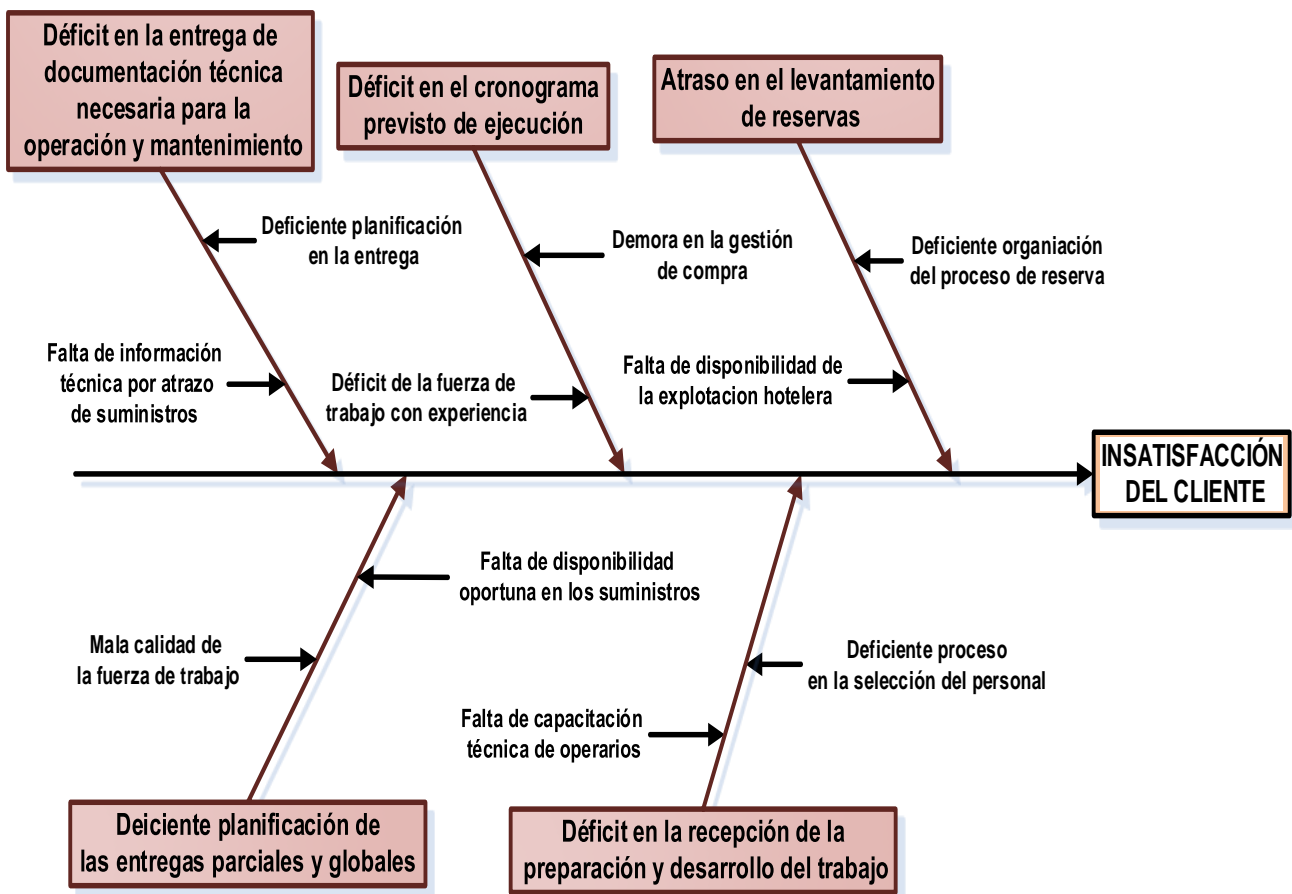 Déficit en la entrega de
documentación técnica
necesaria para la
operación y mantenimiento
Déficit en el cronograma
previsto de ejecución
Atraso en el levantamiento
de reservas
Deficiente planificación
en la entrega
Demora en la gestión
de compra
Deficiente organiación
del proceso de reserva
Falta de información
técnica por atrazo
de suministros
Déficit de la fuerza de
trabajo con experiencia
Falta de disponibilidad de
la explotacion hotelera
INSATISFACCIÓN
DEL CLIENTE
Falta de disponibilidad
oportuna en los suministros
Mala calidad de
la fuerza de trabajo
Deficiente proceso
en la selección del personal
Falta de capacitación
técnica de operarios
Deiciente planificación de
las entregas parciales y globales
Déficit en la recepción de la
preparación y desarrollo del trabajo